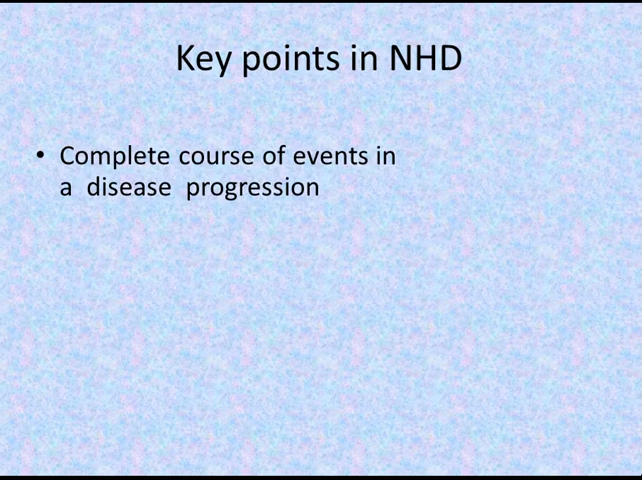 Key points in NHD
• Complete course of events in
a disease progression